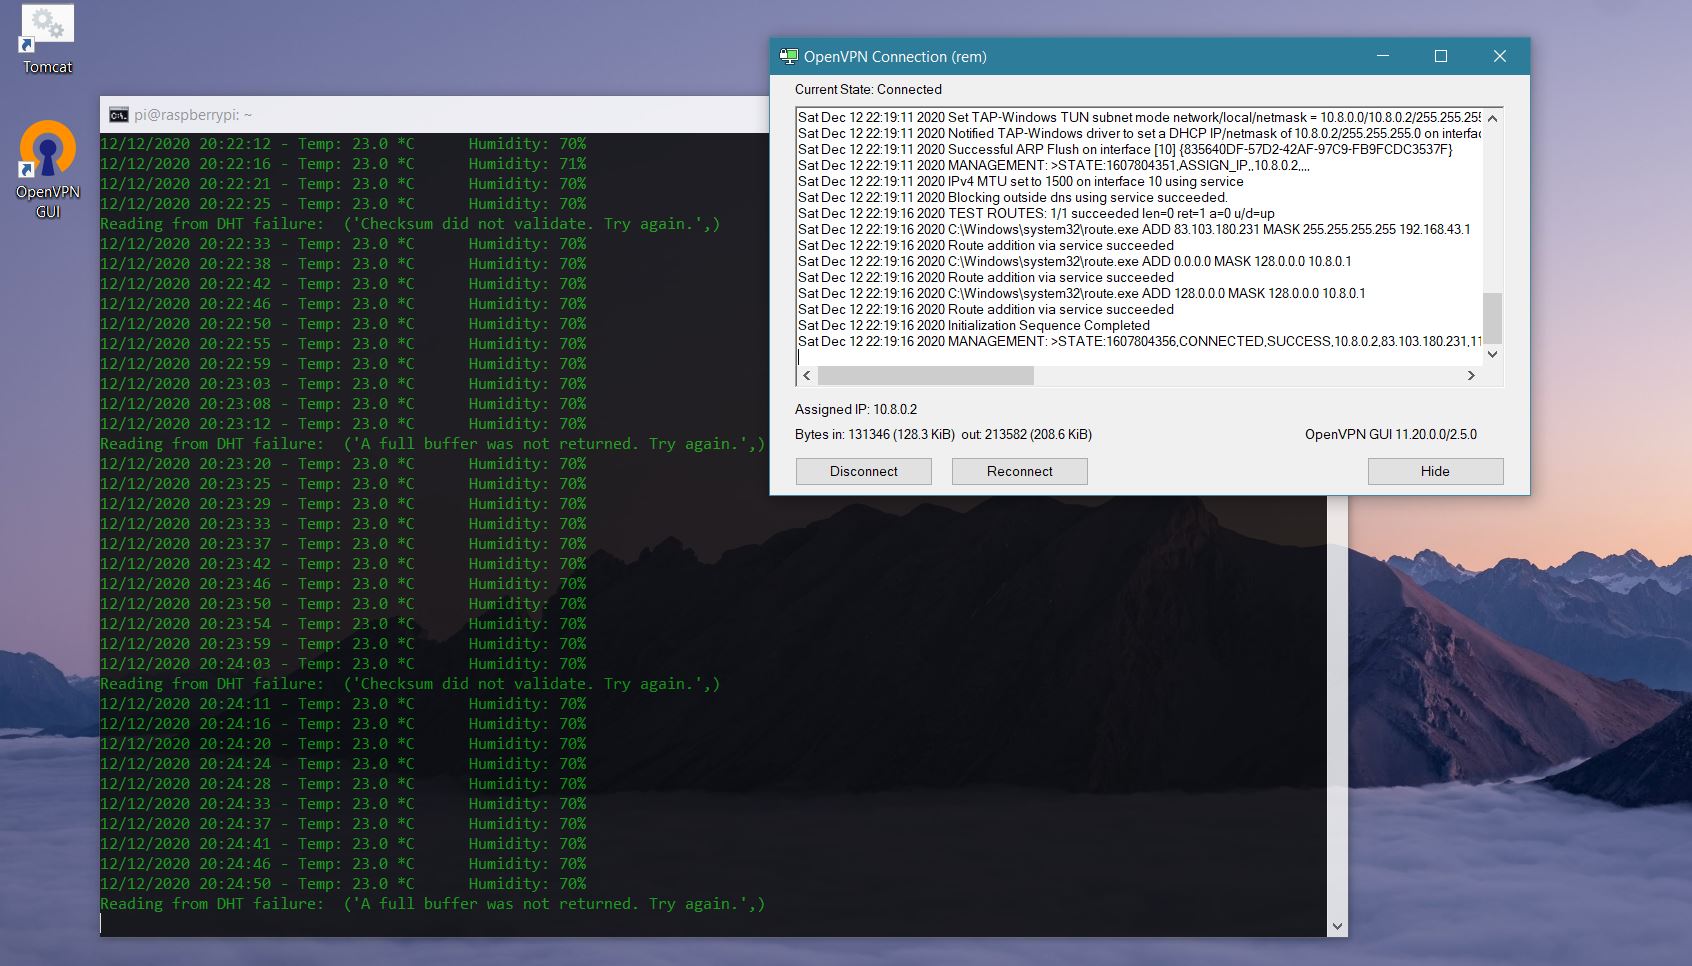 Tomcat
OpenVPN
GUI
pi@raspberrypi: ~
12/12/2020 20:22:12 - Temp: 23.0 *C      Humidity: 70%
12/12/2020 20:22:16 - Temp: 23.0 *C      Humidity: 71%
12/12/2020 20:22:21 - Temp: 23.0 *C      Humidity: 70%
12/12/2020 20:22:25 - Temp: 23.0 *C      Humidity: 70%
Reading from DHT failure:  ('Checksum did not validate. Try again.',)
12/12/2020 20:22:33 - Temp: 23.0 *C      Humidity: 70%
12/12/2020 20:22:38 - Temp: 23.0 *C      Humidity: 70%
12/12/2020 20:22:42 - Temp: 23.0 *C      Humidity: 70%
12/12/2020 20:22:46 - Temp: 23.0 *C      Humidity: 70%
12/12/2020 20:22:50 - Temp: 23.0 *C      Humidity: 70%
12/12/2020 20:22:55 - Temp: 23.0 *C      Humidity: 70%
12/12/2020 20:22:59 - Temp: 23.0 *C      Humidity: 70%
12/12/2020 20:23:03 - Temp: 23.0 *C      Humidity: 70%
12/12/2020 20:23:08 - Temp: 23.0 *C      Humidity: 70%
12/12/2020 20:23:12 - Temp: 23.0 *C      Humidity: 70%
Reading from DHT failure:  ('A full buffer was not returned. Try again.',)
12/12/2020 20:23:20 - Temp: 23.0 *C      Humidity: 70%
12/12/2020 20:23:25 - Temp: 23.0 *C      Humidity: 70%
12/12/2020 20:23:29 - Temp: 23.0 *C      Humidity: 70%
12/12/2020 20:23:33 - Temp: 23.0 *C      Humidity: 70%
12/12/2020 20:23:37 - Temp: 23.0 *C      Humidity: 70%
12/12/2020 20:23:42 - Temp: 23.0 *C      Humidity: 70%
12/12/2020 20:23:46 - Temp: 23.0 *C      Humidity: 70%
12/12/2020 20:23:50 - Temp: 23.0 *C      Humidity: 70%
12/12/2020 20:23:54 - Temp: 23.0 *C      Humidity: 70%
12/12/2020 20:23:59 - Temp: 23.0 *C      Humidity: 70%
12/12/2020 20:24:03 - Temp: 23.0 *C      Humidity: 70%
Reading from DHT failure:  ('Checksum did not validate. Try again.',)
12/12/2020 20:24:11 - Temp: 23.0 *C      Humidity: 70%
12/12/2020 20:24:16 - Temp: 23.0 *C      Humidity: 70%
12/12/2020 20:24:20 - Temp: 23.0 *C      Humidity: 70%
12/12/2020 20:24:24 - Temp: 23.0 *C      Humidity: 70%
12/12/2020 20:24:28 - Temp: 23.0 *C      Humidity: 70%
12/12/2020 20:24:33 - Temp: 23.0 *C      Humidity: 70%
12/12/2020 20:24:37 - Temp: 23.0 *C      Humidity: 70%
12/12/2020 20:24:41 - Temp: 23.0 *C      Humidity: 70%
12/12/2020 20:24:46 - Temp: 23.0 *C      Humidity: 70%
12/12/2020 20:24:50 - Temp: 23.0 *C      Humidity: 70%
Reading from DHT failure:  ('A full buffer was not returned. Try again.',)
OpenVPN Connection (rem)
Current State: Connected
Sat Dec 12 22:19:11 2020 Set TAP-Windows TUN subnet mode network/local/netmask = 10.8.0.0/10.8.0.2/255.255.255
Sat Dec 12 22:19:11 2020 Notified TAP-Windows driver to set a DHCP IP/netmask of 10.8.0.2/255.255.255.0 on interfac
Sat Dec 12 22:19:11 2020 Successful ARP Flush on interface [10] {835640DF-57D2-42AF-97C9-FB9FCDC3537F}
Sat Dec 12 22:19:11 2020 MANAGEMENT: >STATE:1607804351,ASSIGN_IP,,10.8.0.2,,,,
Sat Dec 12 22:19:11 2020 IPv4 MTU set to 1500 on interface 10 using service
Sat Dec 12 22:19:11 2020 Blocking outside dns using service succeeded.
Sat Dec 12 22:19:16 2020 TEST ROUTES: 1/1 succeeded len=0 ret=1 a=0 u/d=up
Sat Dec 12 22:19:16 2020 C:\Windows\system32\route.exe ADD 83.103.180.231 MASK 255.255.255.255 192.168.43.1
Sat Dec 12 22:19:16 2020 Route addition via service succeeded
Sat Dec 12 22:19:16 2020 C:\Windows\system32\route.exe ADD 0.0.0.0 MASK 128.0.0.0 10.8.0.1
Sat Dec 12 22:19:16 2020 Route addition via service succeeded
Sat Dec 12 22:19:16 2020 C:\Windows\system32\route.exe ADD 128.0.0.0 MASK 128.0.0.0 10.8.0.1
Sat Dec 12 22:19:16 2020 Route addition via service succeeded
Sat Dec 12 22:19:16 2020 Initialization Sequence Completed
Sat Dec 12 22:19:16 2020 MANAGEMENT: >STATE:1607804356,CONNECTED,SUCCESS,10.8.0.2,83.103.180.231,11
Assigned IP: 10.8.0.2
Bytes in: 131346 (128.3 KiB)  out: 213582 (208.6 KiB)
OpenVPN GUI 11.20.0.0/2.5.0
Disconnect
Reconnect
Hide